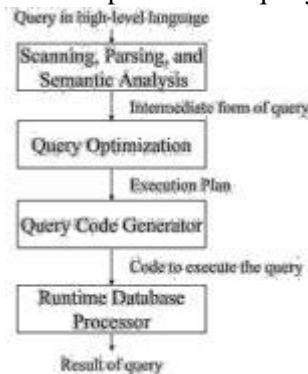 Query in high-level language
Scanning, Parsing, and
Semantic Analysis
Intermediate form of query
Query Optimization
Execution Plan
Query Code Generator
Code to execute the query
Runtime Database
Processor
Result of query